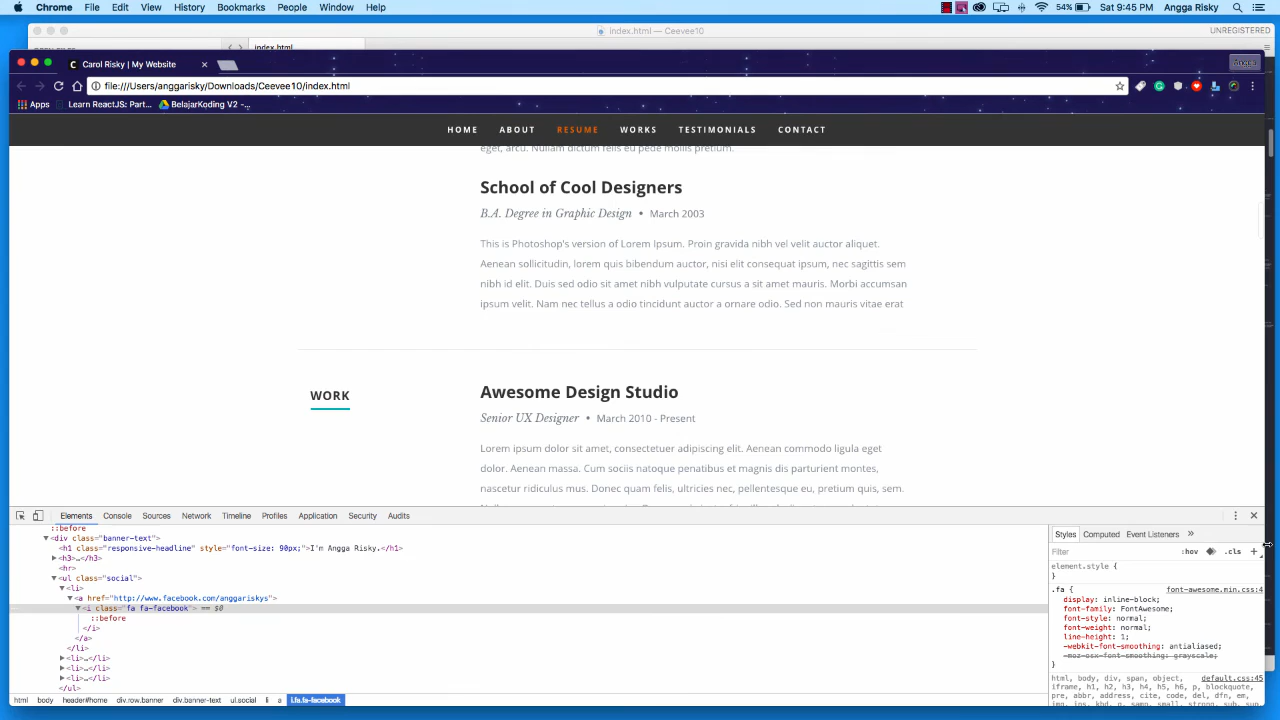 Chrome File Edit View History Bookmarks People Window Help 54% Sat 9:45 PM Angga Risky
index.html — Ceevee10 UNREGISTERED
index.html
Carol Risky | My Website
file:///Users/anggarisky/Downloads/Ceevee10/index.html
Apps Learn ReactJS: Part... BelajarKoding V2 -...
HOME ABOUT RESUME WORKS TESTIMONIALS CONTACT
eget, arcu. Nullam dictum felis eu pede mollis pretium.
School of Cool Designers
B.A. Degree in Graphic Design • March 2003
This is Photoshop's version of Lorem Ipsum. Proin gravida nibh vel velit auctor aliquet.
Aenean sollicitudin, lorem quis bibendum auctor, nisi elit consequat ipsum, nec sagittis sem
nibh id elit. Duis sed odio sit amet nibh vulputate cursus a sit amet mauris. Morbi accumsan
ipsum velit. Nam nec tellus a odio tincidunt auctor a ornare odio. Sed non mauris vitae erat
WORK
Awesome Design Studio
Senior UX Designer • March 2010 - Present
Lorem ipsum dolor sit amet, consectetuer adipiscing elit. Aenean commodo ligula eget
dolor. Aenean massa. Cum sociis natoque penatibus et magnis dis parturient montes,
nascetur ridiculus mus. Donec quam felis, ultricies nec, pellentesque eu, pretium quis, sem.
Elements Console Sources Network Timeline Profiles Application Security Audits
::before
<div class="banner-text">
<h1 class="responsive-headline" style="font-size: 90px;">I'm Angga Risky.</h1>
<h3>…</h3>
<hr>
<ul class="social">
<li>
<a href="http://www.facebook.com/anggariskys">
<i class="fa fa-facebook"> == $0
::before
</i>
</a>
</li>
<li>…</li>
<li>…</li>
<li>…</li>
</ul>
html body header#home div.row.banner div.banner-text ul.social li a i.fa.fa-facebook
Styles Computed Event Listeners »
Filter :hov .cls +
element.style {
}
.fa { font-awesome.min.css:4
display: inline-block;
font-family: FontAwesome;
font-style: normal;
font-weight: normal;
line-height: 1;
-webkit-font-smoothing: antialiased;
-moz-osx-font-smoothing: grayscale;
}
html, body, div, span, object, default.css:45
iframe, h1, h2, h3, h4, h5, h6, p, blockquote,
pre, abbr, address, cite, code, del, dfn, em,